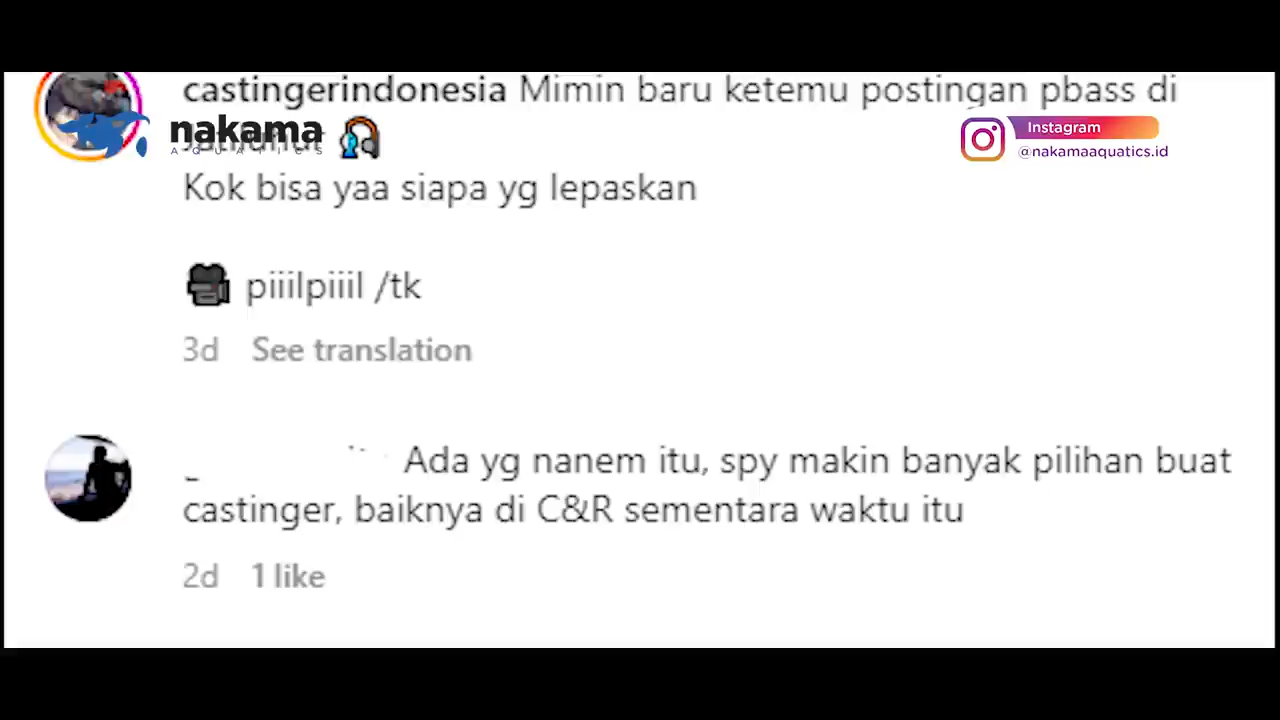 castingerindonesia Mimin baru ketemu postingan pbass di
nakama
AQUATICS
Instagram
@nakamaaquatics.id
Kok bisa yaa siapa yg lepaskan
piiilpiiil /tk
3d See translation
Ada yg nanem itu, spy makin banyak pilihan buat
castinger, baiknya di C&R sementara waktu itu
2d 1 like